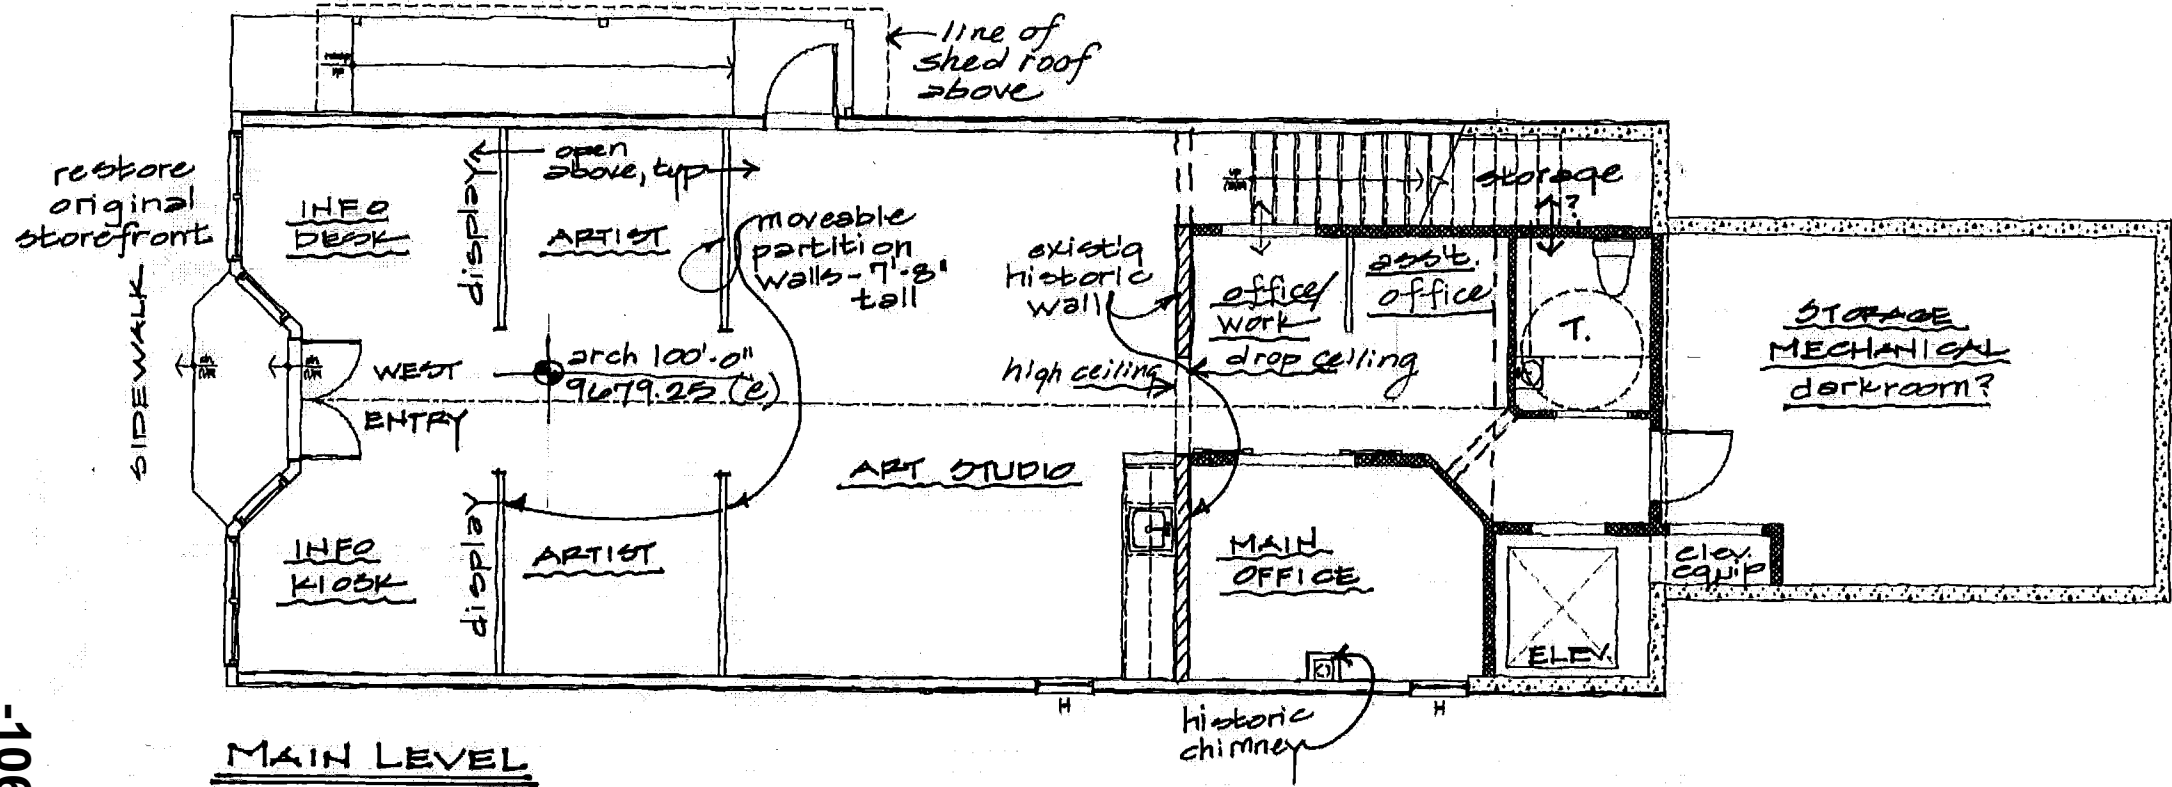 line of
shed roof
above
restore
original
storefront
SIDEWALK
INFO
DESK
display
open
above, typ
ARTIST
moveable
partition
walls-7'-8"
tall
exist'g
historic
wall
high ceiling
office/
work
drop ceiling
ass't.
office
storage
?
T.
STORAGE
MECHANICAL
darkroom?
WEST
ENTRY
arch 100'-0"
9679.25 (e)
ART STUDIO
INFO
KIOSK
display
ARTIST
MAIN
OFFICE
elev.
equip
ELEV.
H
H
historic
chimney
MAIN LEVEL
-106